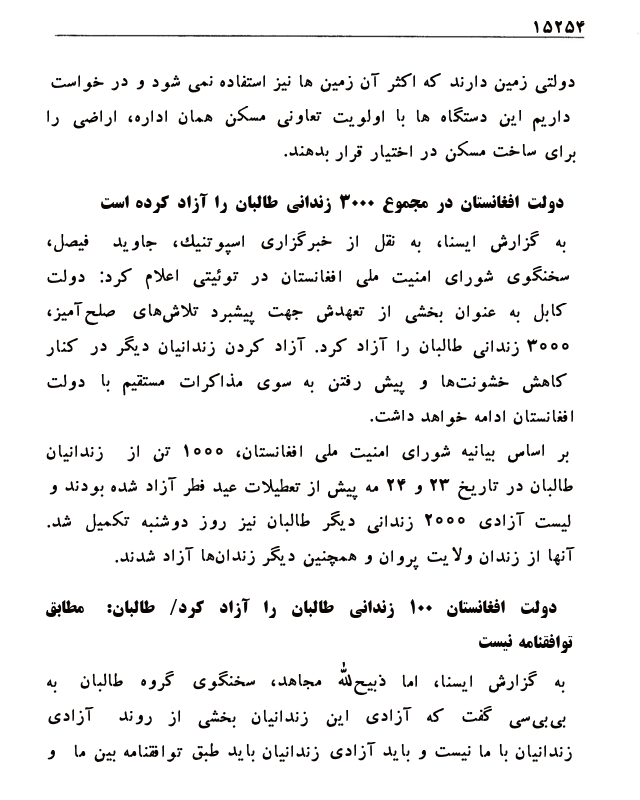 ۱۵۲۵۴
دولتی زمین دارند که اکثر آن زمین ها نیز استفاده نمی شود و در خواست
داریم این دستگاه ها با اولویت تعاونی مسکن همان اداره، اراضی را
برای ساخت مسکن در اختیار قرار بدهند.
دولت افغانستان در مجموع ۳۰۰۰ زندانی طالبان را آزاد کرده است
به گزارش ایسنا، به نقل از خبرگزاری اسپوتنیك، جاوید فیصل،
سخنگوی شورای امنیت ملی افغانستان در توئیتی اعلام کرد: دولت
کابل به عنوان بخشی از تعهدش جهت پیشبرد تلاش‌های صلح‌آمیز،
۳۰۰۰ زندانی طالبان را آزاد کرد. آزاد کردن زندانیان دیگر در کنار
کاهش خشونت‌ها و پیش رفتن به سوی مذاکرات مستقیم با دولت
افغانستان ادامه خواهد داشت.
بر اساس بیانیه شورای امنیت ملی افغانستان، ۱۰۰۰ تن از زندانیان
طالبان در تاریخ ۲۳ و ۲۴ مه پیش از تعطیلات عید فطر آزاد شده بودند و
لیست آزادی ۲۰۰۰ زندانی دیگر طالبان نیز روز دوشنبه تکمیل شد.
آنها از زندان ولایت پروان و همچنین دیگر زندان‌ها آزاد شدند.
دولت افغانستان ۱۰۰ زندانی طالبان را آزاد کرد/ طالبان: مطابق
توافقنامه نیست
به گزارش ایسنا، اما ذبیح‌لله مجاهد، سخنگوی گروه طالبان به
بی‌بی‌سی گفت که آزادی این زندانیان بخشی از روند آزادی
زندانیان با ما نیست و باید آزادی زندانیان باید طبق توافقنامه بین ما و